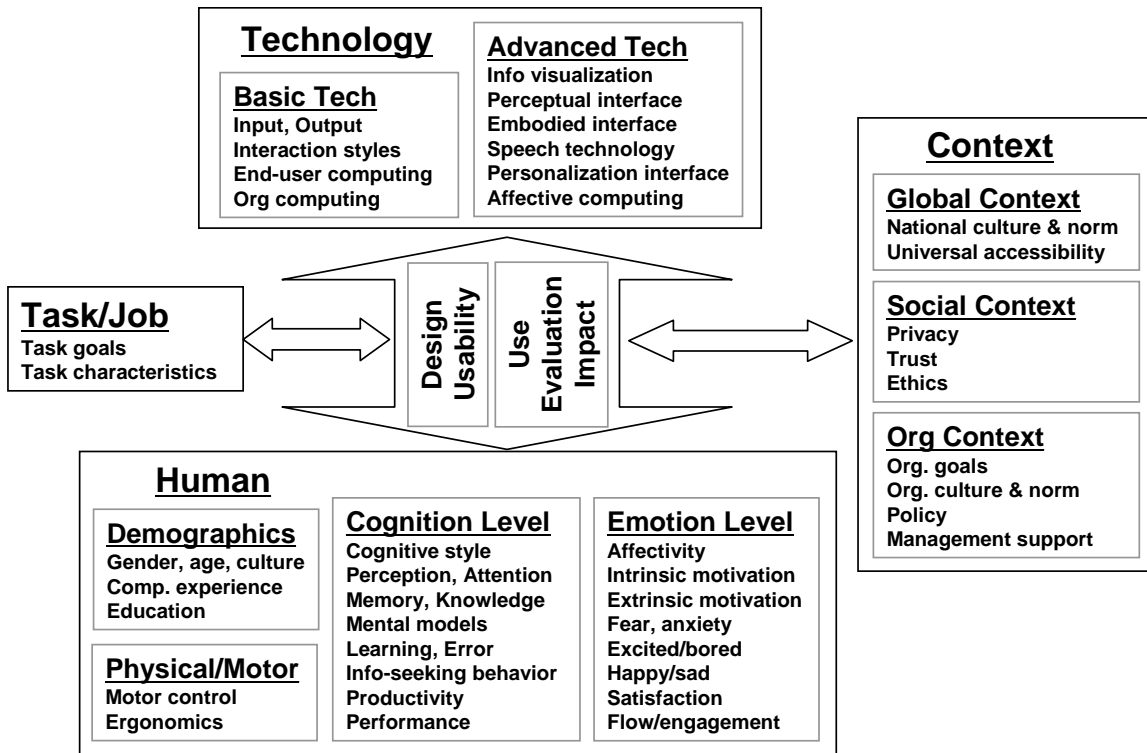 Technology
Basic Tech
Input, Output
Interaction styles
End-user computing
Org computing
Advanced Tech
Info visualization
Perceptual interface
Embodied interface
Speech technology
Personalization interface
Affective computing
Task/Job
Task goals
Task characteristics
Design
Usability
Use
Evaluation
Impact
Context
Global Context
National culture & norm
Universal accessibility
Social Context
Privacy
Trust
Ethics
Org Context
Org. goals
Org. culture & norm
Policy
Management support
Human
Demographics
Gender, age, culture
Comp. experience
Education
Physical/Motor
Motor control
Ergonomics
Cognition Level
Cognitive style
Perception, Attention
Memory, Knowledge
Mental models
Learning, Error
Info-seeking behavior
Productivity
Performance
Emotion Level
Affectivity
Intrinsic motivation
Extrinsic motivation
Fear, anxiety
Excited/bored
Happy/sad
Satisfaction
Flow/engagement